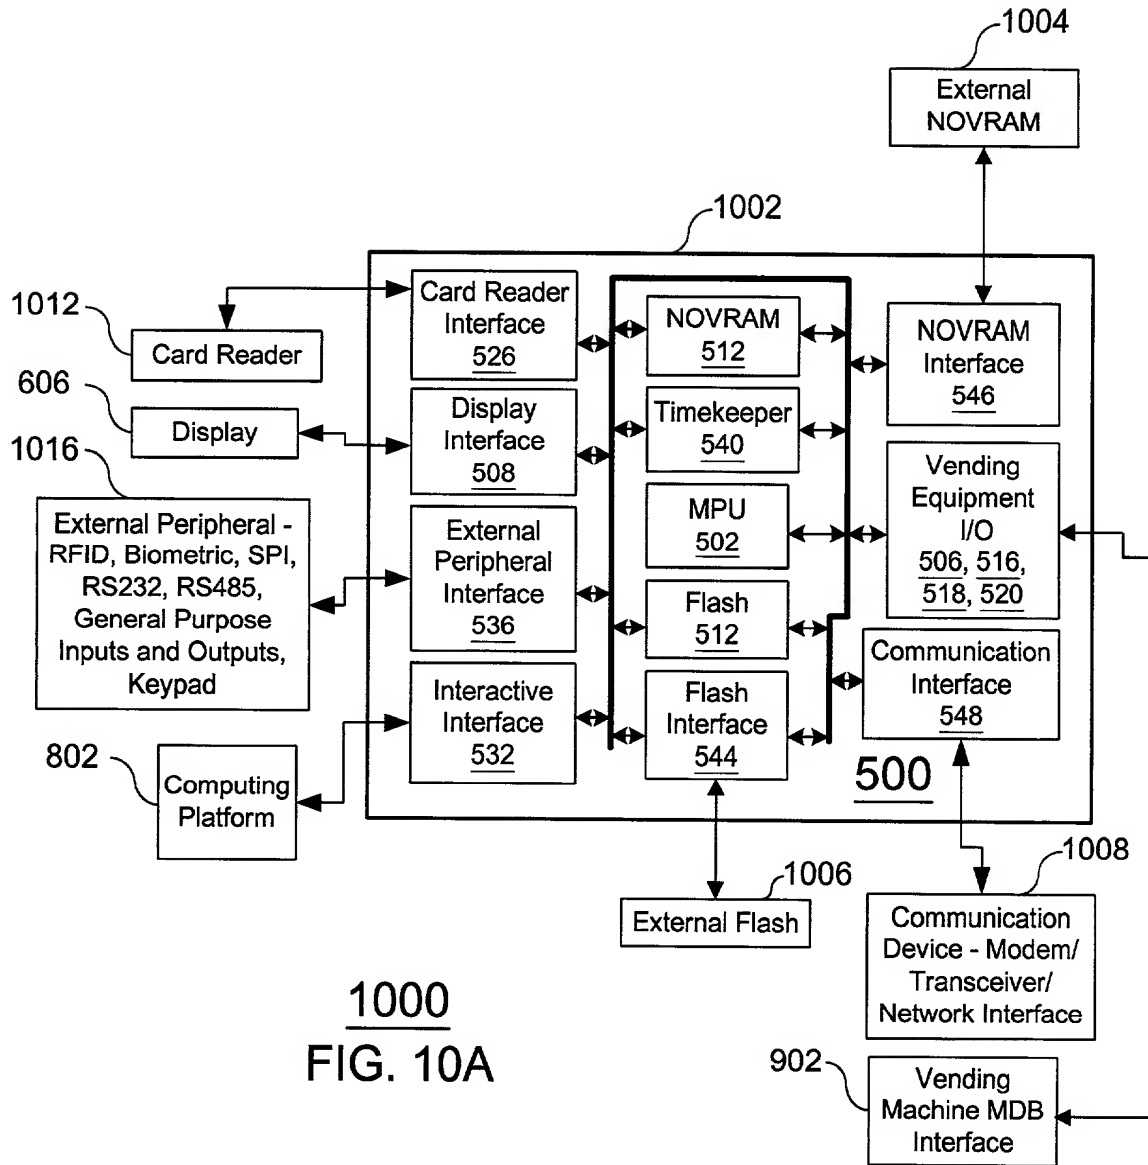 1004
External
NOVRAM
1002
1012
Card Reader
606
Display
1016
External Peripheral -
RFID, Biometric, SPI,
RS232, RS485,
General Purpose
Inputs and Outputs,
Keypad
802
Computing
Platform
Card Reader
Interface
526
Display
Interface
508
External
Peripheral
Interface
536
Interactive
Interface
532
NOVRAM
512
Timekeeper
540
MPU
502
Flash
512
Flash
Interface
544
NOVRAM
Interface
546
Vending
Equipment
I/O
506, 516,
518, 520
Communication
Interface
548
500
1006
External Flash
1008
Communication
Device - Modem/
Transceiver/
Network Interface
902
Vending
Machine MDB
Interface
1000
FIG. 10A